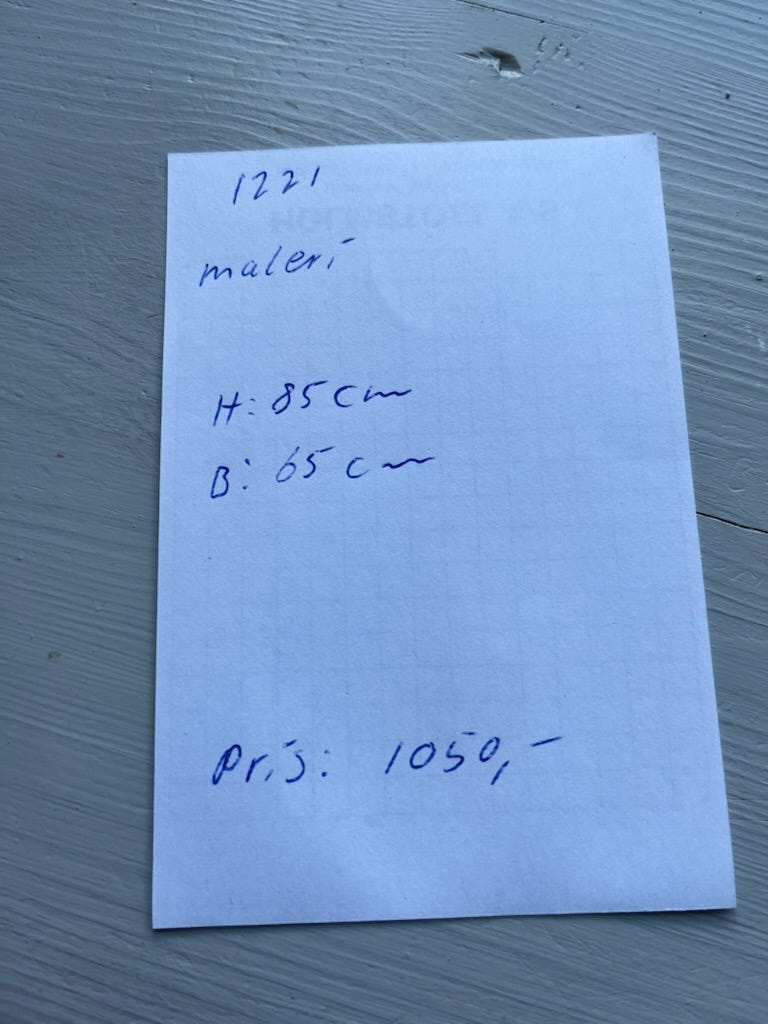 1221
maleri
H: 85 cm
B: 65 cm
Pris: 1050,-